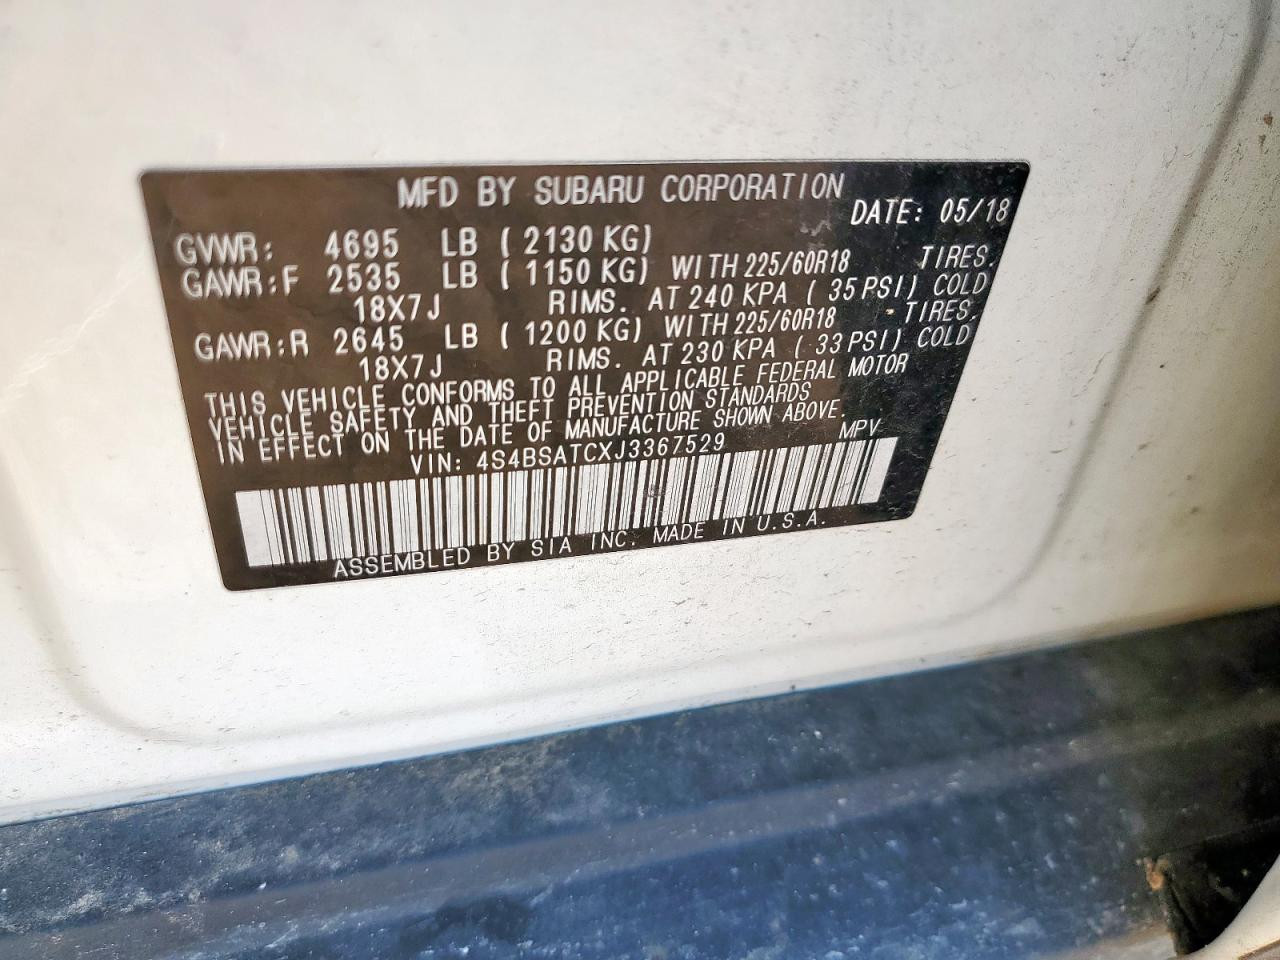 MFD BY SUBARU CORPORATION
DATE: 05/18
GVWR: 4695 LB ( 2130 KG)
GAWR:F 2535 LB ( 1150 KG) WITH 225/60R18 TIRES.
18X7J RIMS. AT 240 KPA ( 35 PSI) COLD
GAWR:R 2645 LB ( 1200 KG) WITH 225/60R18 TIRES.
18X7J RIMS. AT 230 KPA ( 33 PSI) COLD
THIS VEHICLE CONFORMS TO ALL APPLICABLE FEDERAL MOTOR
VEHICLE SAFETY AND THEFT PREVENTION STANDARDS
IN EFFECT ON THE DATE OF MANUFACTURE SHOWN ABOVE.
VIN: 4S4BSATCXJ3367529 MPV
ASSEMBLED BY SIA INC. MADE IN U.S.A.